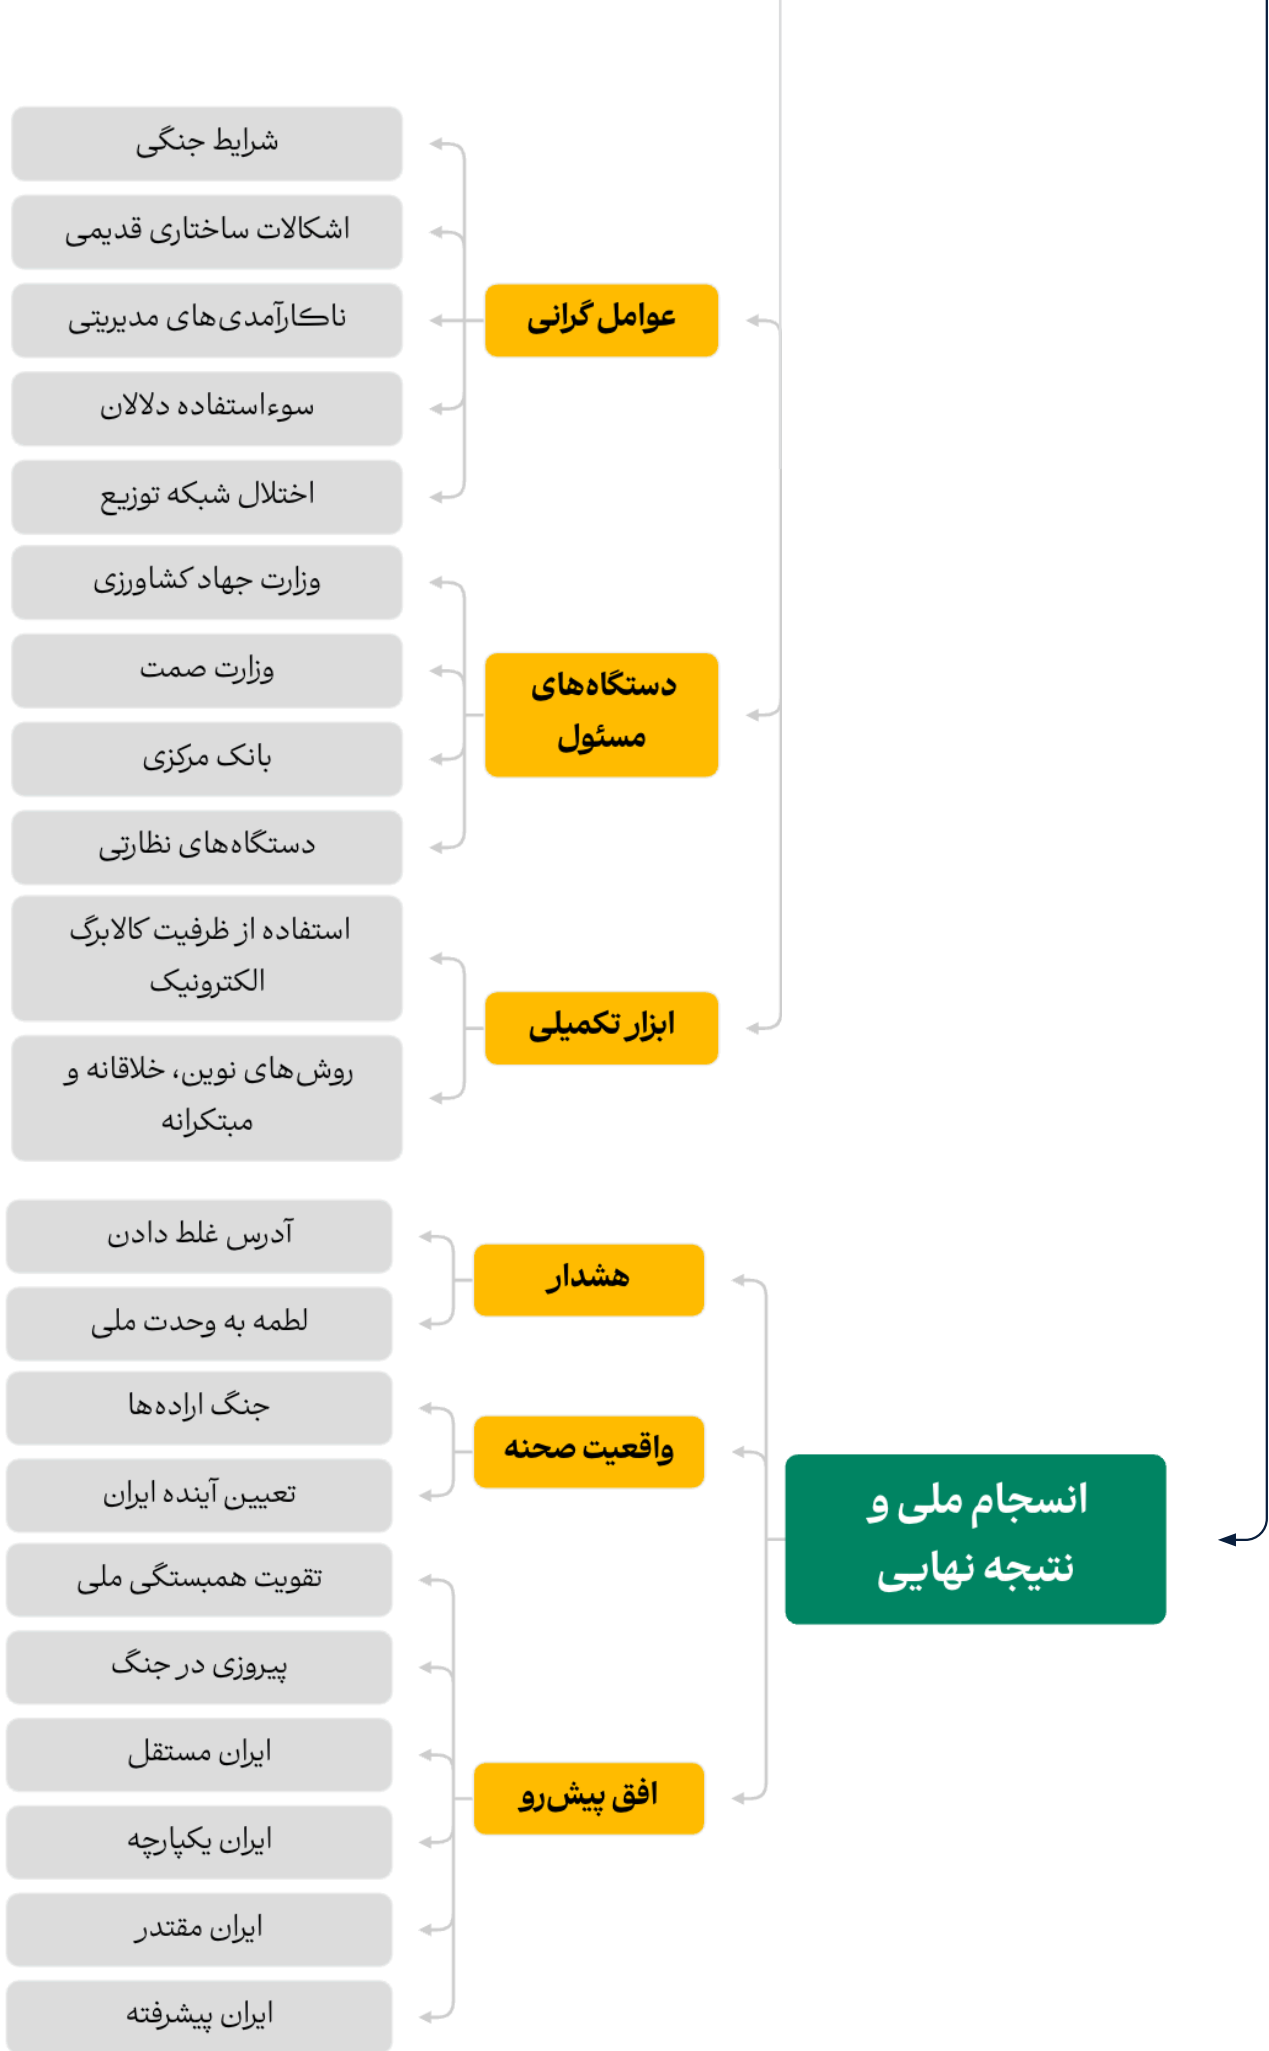 عوامل گرانی
شرایط جنگی
اشکالات ساختاری قدیمی
ناکارآمدی‌های مدیریتی
سوءاستفاده دلالان
اختلال شبکه توزیع
دستگاه‌های
مسئول
وزارت جهاد کشاورزی
وزارت صمت
بانک مرکزی
دستگاه‌های نظارتی
ابزار تکمیلی
استفاده از ظرفیت کالابرگ
الکترونیک
روش‌های نوین، خلاقانه و
مبتکرانه
انسجام ملی و
نتیجه نهایی
هشدار
آدرس غلط دادن
لطمه به وحدت ملی
واقعیت صحنه
جنگ اراده‌ها
تعیین آینده ایران
افق پیش‌رو
تقویت همبستگی ملی
پیروزی در جنگ
ایران مستقل
ایران یکپارچه
ایران مقتدر
ایران پیشرفته